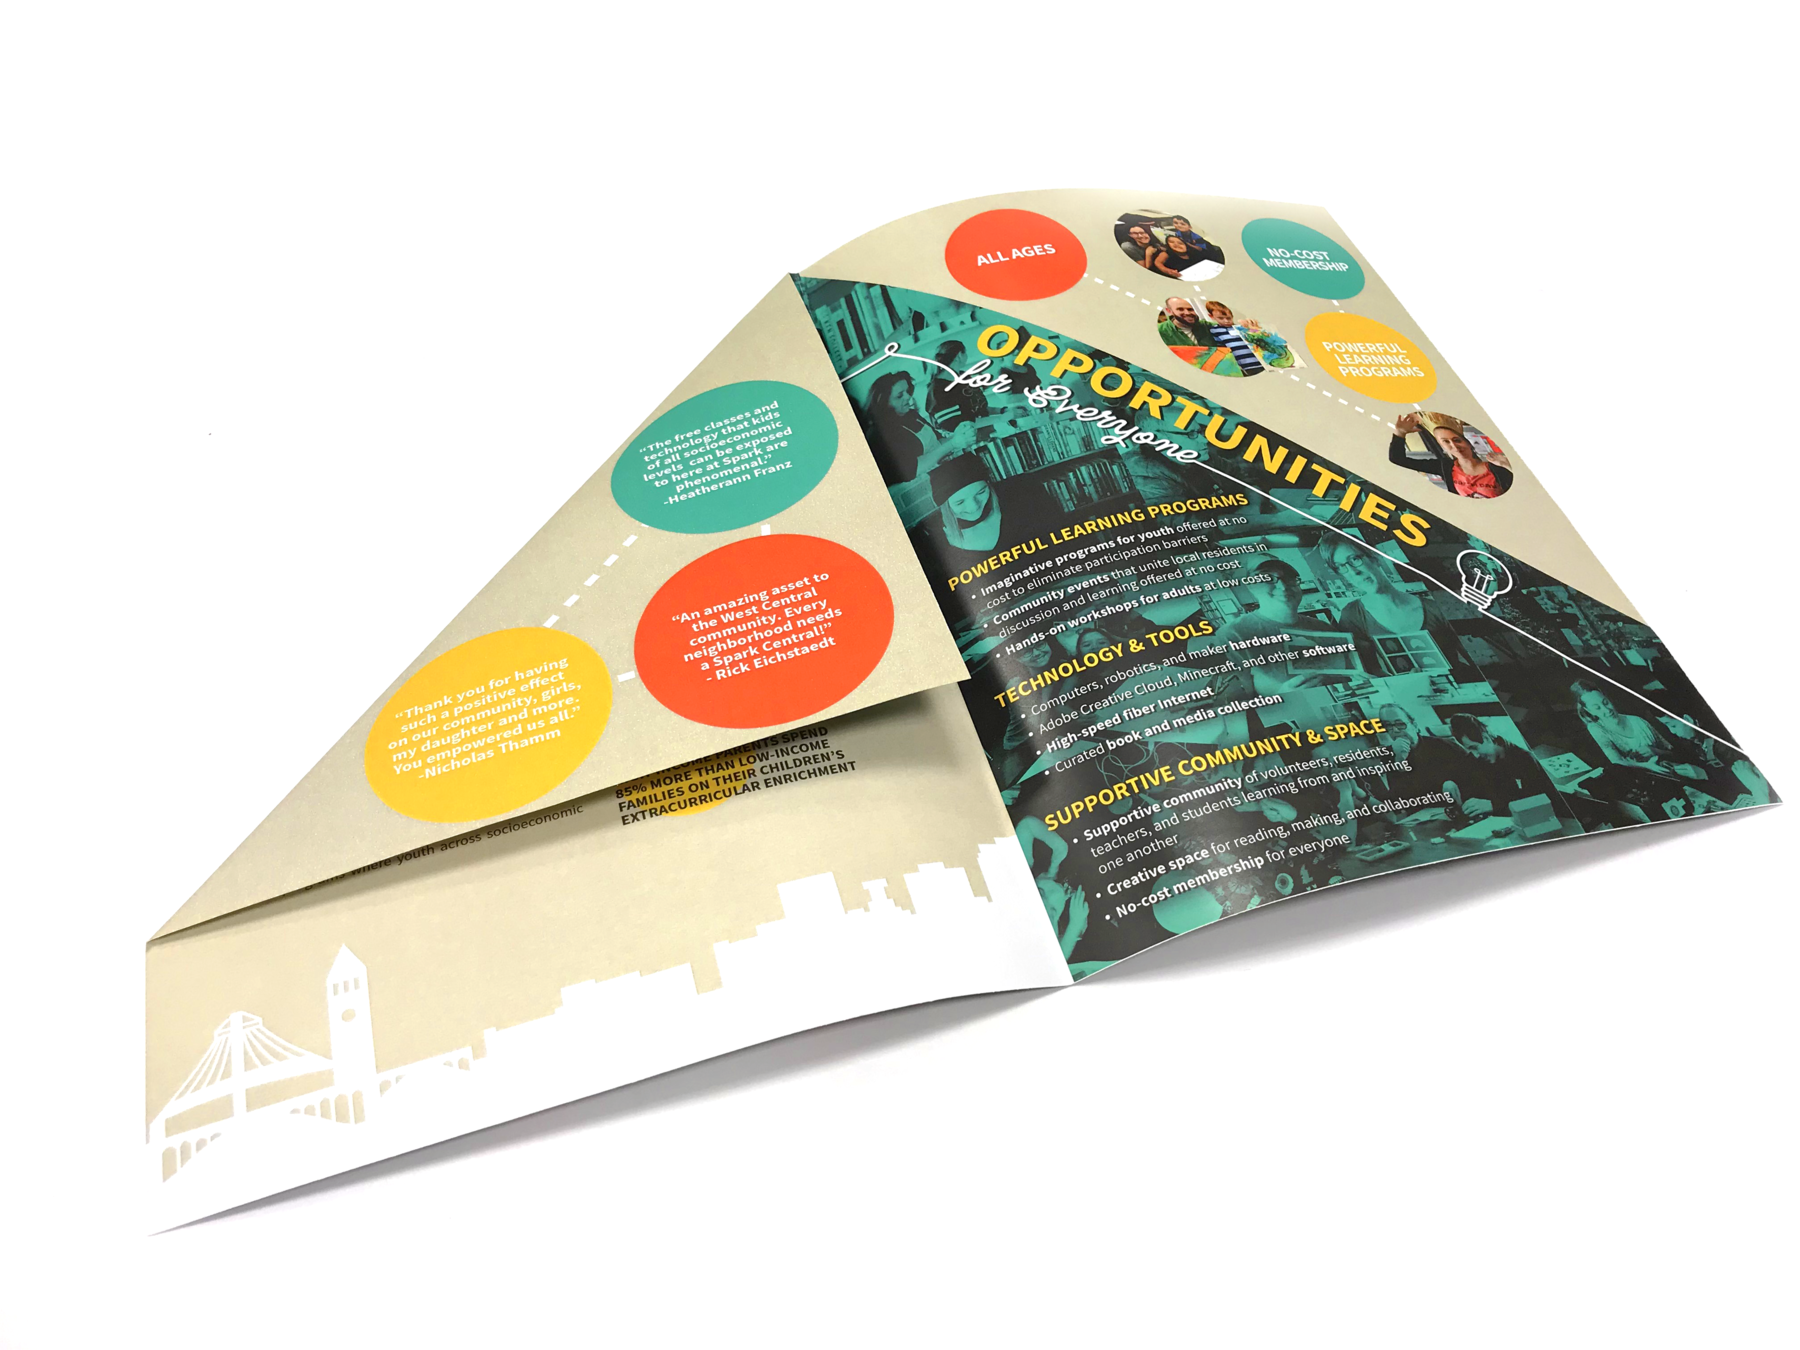 "The free classes and
technology that kids
of all socioeconomic
levels can be exposed
to here at Spark are
phenomenal."
-Heatherann Franz
"An amazing asset to
the West Central
community. Every
neighborhood needs
a Spark Central!"
- Rick Eichstaedt
"Thank you for having
such a positive effect
on our community, girls,
my daughter and more.
You empowered us all."
-Nicholas Thamm
PARENTS SPEND
85% MORE THAN LOW-INCOME
FAMILIES ON THEIR CHILDREN'S
EXTRACURRICULAR ENRICHMENT
where youth across socioeconomic
ALL AGES
NO-COST
MEMBERSHIP
POWERFUL
LEARNING
PROGRAMS
OPPORTUNITIES
for Everyone
POWERFUL LEARNING PROGRAMS
• Imaginative programs for youth offered at no
cost to eliminate participation barriers
• Community events that unite local residents in
discussion and learning offered at no cost
• Hands-on workshops for adults at low costs
TECHNOLOGY & TOOLS
• Computers, robotics, and maker hardware
• Adobe Creative Cloud, Minecraft, and other software
• High-speed fiber Internet
• Curated book and media collection
SUPPORTIVE COMMUNITY & SPACE
• Supportive community of volunteers, residents,
teachers, and students learning from and inspiring
one another
• Creative space for reading, making, and collaborating
• No-cost membership for everyone